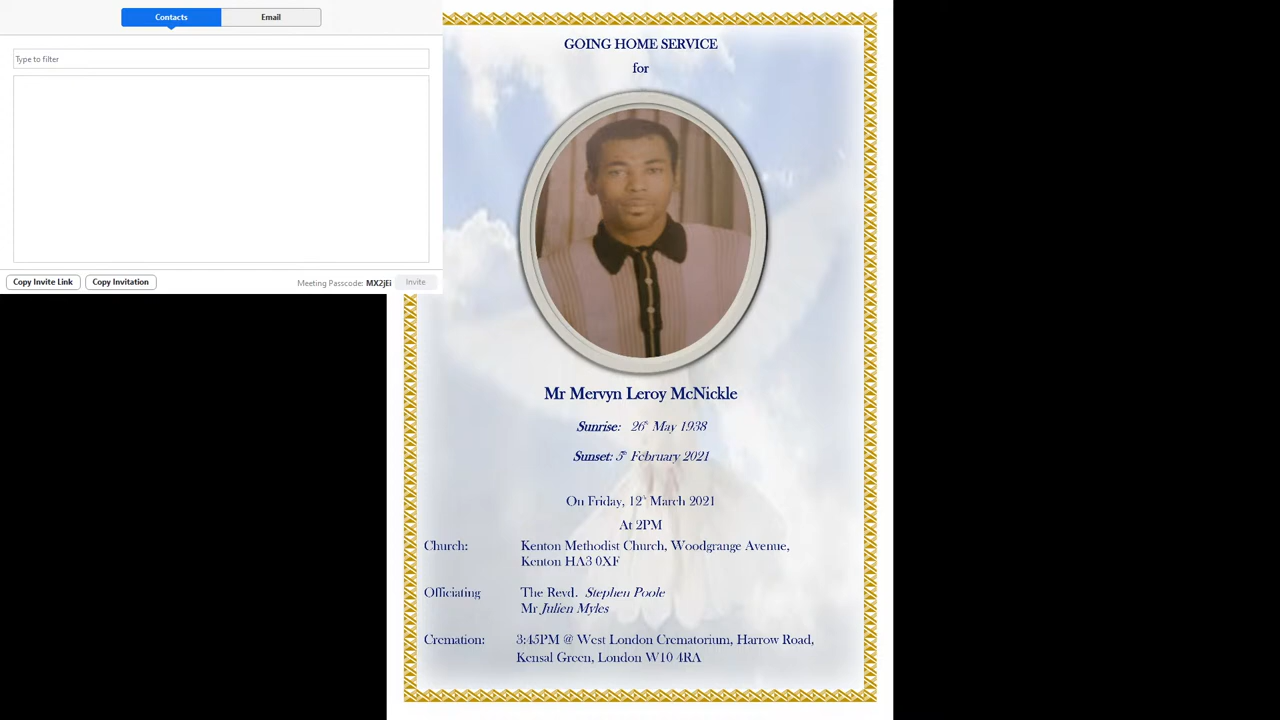 Contacts
Email
Type to filter
Copy Invite Link
Copy Invitation
Meeting Passcode: MX2jEi
Invite
GOING HOME SERVICE
for
Mr Mervyn Leroy McNickle
Sunrise: 26th May 1938
Sunset: 5th February 2021
On Friday, 12th March 2021
At 2PM
Church: Kenton Methodist Church, Woodgrange Avenue,
Kenton HA3 0XF
Officiating The Revd. Stephen Poole
Mr Julien Myles
Cremation: 3:45PM @ West London Crematorium, Harrow Road,
Kensal Green, London W10 4RA